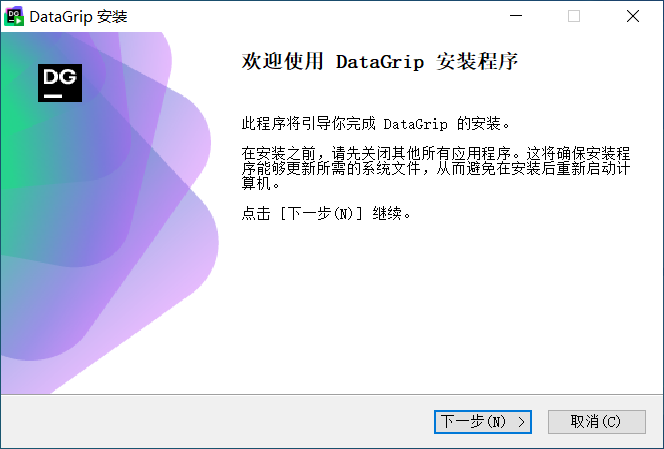 DataGrip 安装
DG
欢迎使用 DataGrip 安装程序
此程序将引导你完成 DataGrip 的安装。
在安装之前，请先关闭其他所有应用程序。这将确保安装程
序能够更新所需的系统文件，从而避免在安装后重新启动计
算机。
点击 [下一步(N)] 继续。
下一步(N) >
取消(C)